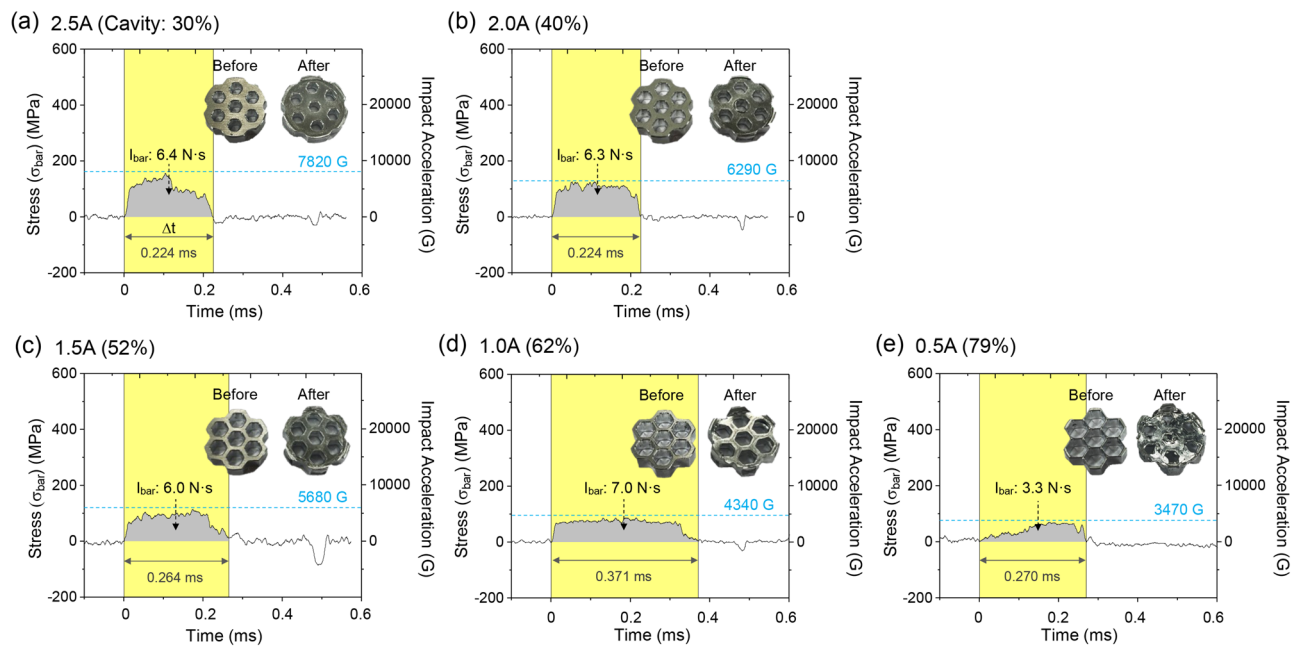 (a) 2.5A (Cavity: 30%)
600
400
200
0
-200
Stress (σbar) (MPa)
Before After
Ibar: 6.4 N·s
7820 G
Δt
0.224 ms
20000
10000
0
Impact Acceleration (G)
0 0.2 0.4 0.6
Time (ms)
(b) 2.0A (40%)
600
400
200
0
-200
Stress (σbar) (MPa)
Before After
Ibar: 6.3 N·s
6290 G
0.224 ms
20000
10000
0
Impact Acceleration (G)
0 0.2 0.4 0.6
Time (ms)
(c) 1.5A (52%)
600
400
200
0
-200
Stress (σbar) (MPa)
Before After
Ibar: 6.0 N·s
5680 G
0.264 ms
20000
10000
0
Impact Acceleration (G)
0 0.2 0.4 0.6
Time (ms)
(d) 1.0A (62%)
600
400
200
0
-200
Stress (σbar) (MPa)
Before After
Ibar: 7.0 N·s
4340 G
0.371 ms
20000
10000
0
Impact Acceleration (G)
0 0.2 0.4 0.6
Time (ms)
(e) 0.5A (79%)
600
400
200
0
-200
Stress (σbar) (MPa)
Before After
Ibar: 3.3 N·s
3470 G
0.270 ms
20000
10000
0
Impact Acceleration (G)
0 0.2 0.4 0.6
Time (ms)